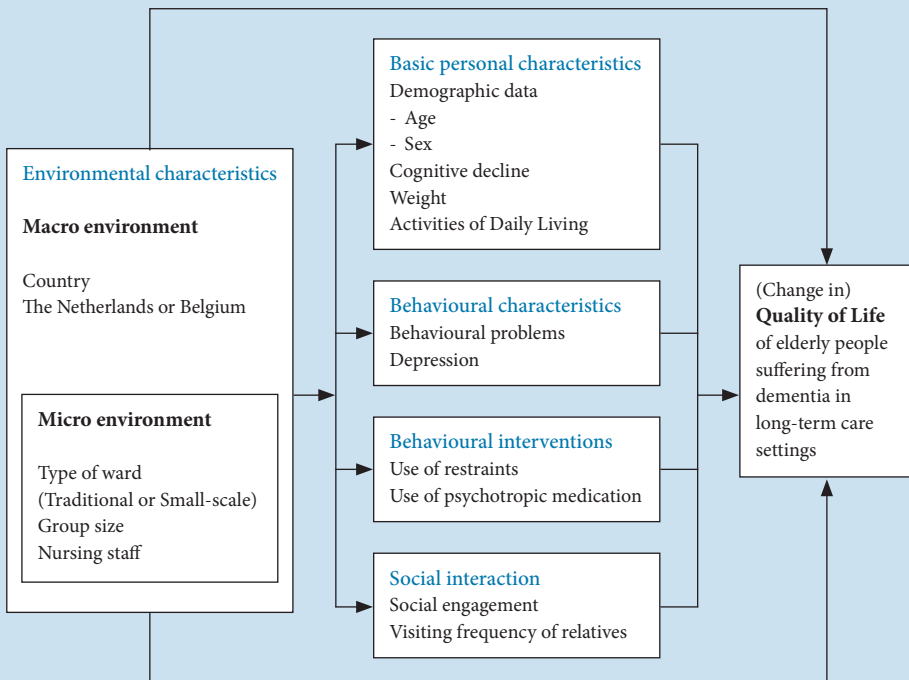 Environmental characteristics
Macro environment
Country
The Netherlands or Belgium
Micro environment
Type of ward
(Traditional or Small-scale)
Group size
Nursing staff
Basic personal characteristics
Demographic data
- Age
- Sex
Cognitive decline
Weight
Activities of Daily Living
Behavioural characteristics
Behavioural problems
Depression
Behavioural interventions
Use of restraints
Use of psychotropic medication
Social interaction
Social engagement
Visiting frequency of relatives
(Change in)
Quality of Life
of elderly people
suffering from
dementia in
long-term care
settings